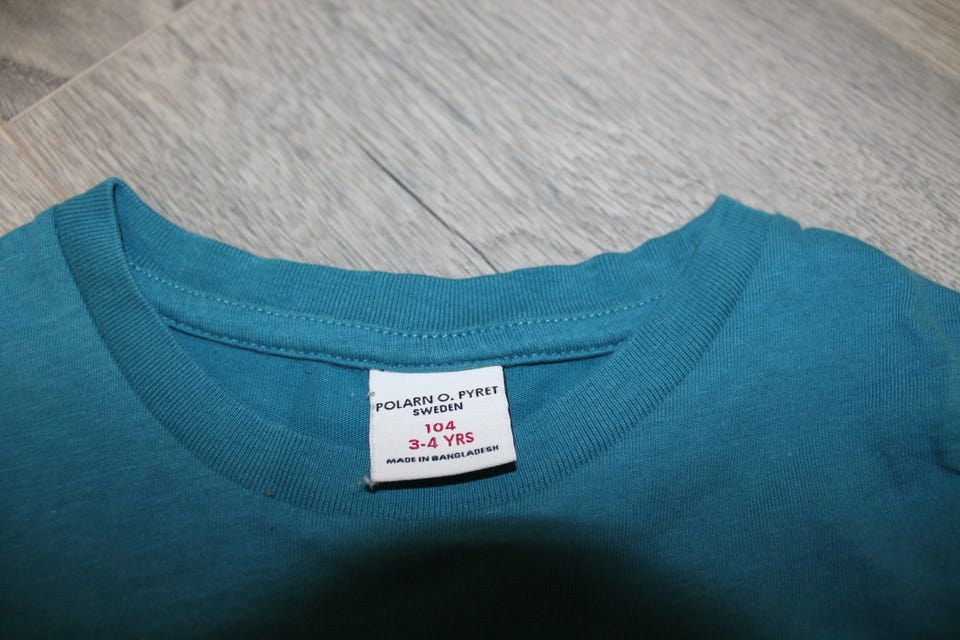 POLARN O. PYRET
SWEDEN
104
3-4 YRS
MADE IN BANGLADESH